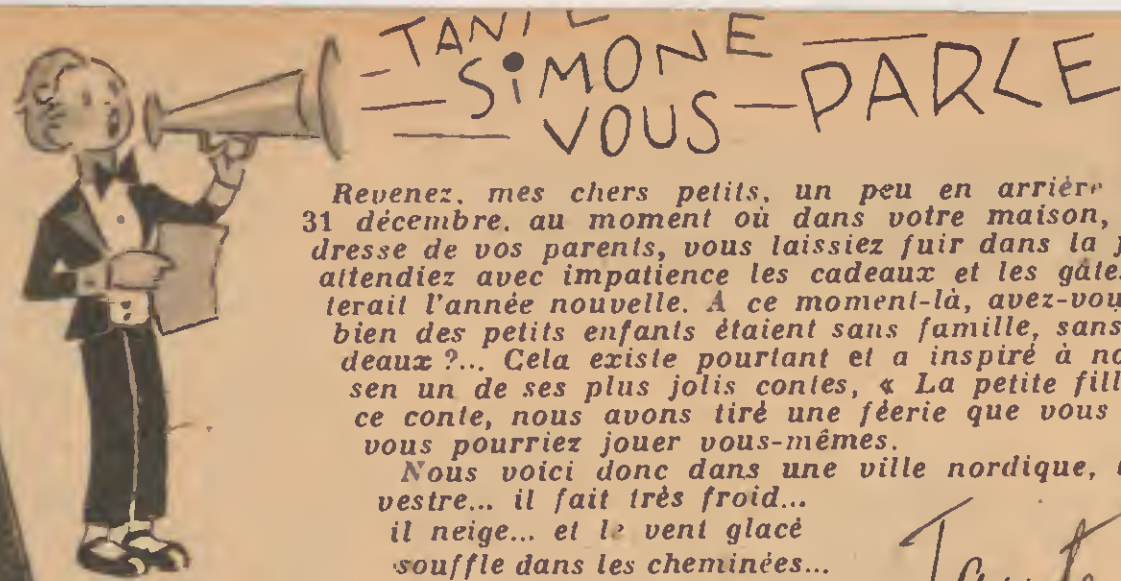 TANTE
SIMONE
VOUS PARLE
Revenez, mes chers petits, un peu en arrière
31 décembre, au moment où dans votre maison,
dresse de vos parents, vous laissiez fuir dans la
attendiez avec impatience les cadeaux et les gâte
terait l'année nouvelle. A ce moment-là, avez-vou
bien des petits enfants étaient sans famille, sans
deaux ?... Cela existe pourtant et a inspiré à no
sen un de ses plus jolis contes, « La petite fill
ce conte, nous avons tiré une féerie que vous
vous pourriez jouer vous-mêmes.
Nous voici donc dans une ville nordique,
vestre... il fait très froid...
il neige... et le vent glacé
souffle dans les cheminées...
Tante